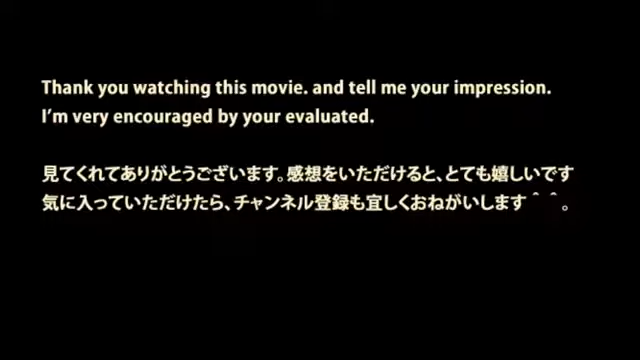 Thank you watching this movie. and tell me your impression.
I'm very encouraged by your evaluated.
見てくれてありがとうございます。感想をいただけると、とても嬉しいです
気に入っていただけたら、チャンネル登録も宜しくおねがいします＾＾。